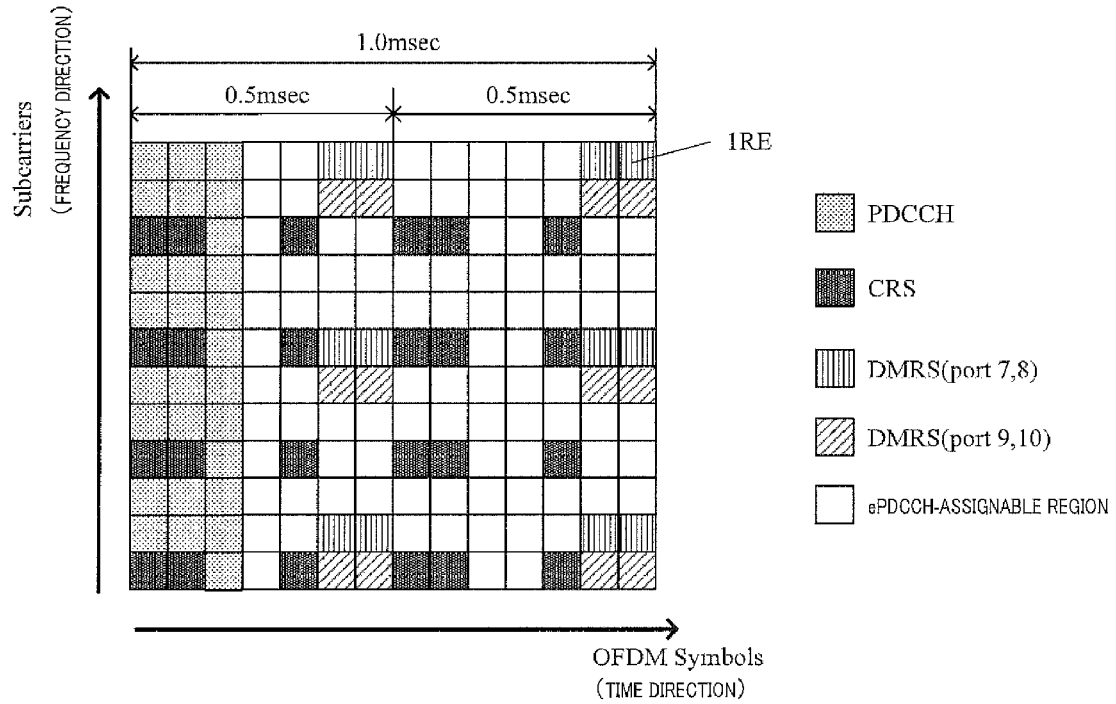 1.0msec
0.5msec
0.5msec
Subcarriers
(FREQUENCY DIRECTION)
1RE
PDCCH
CRS
DMRS(port 7,8)
DMRS(port 9,10)
ePDCCH-ASSIGNABLE REGION
OFDM Symbols
(TIME DIRECTION)